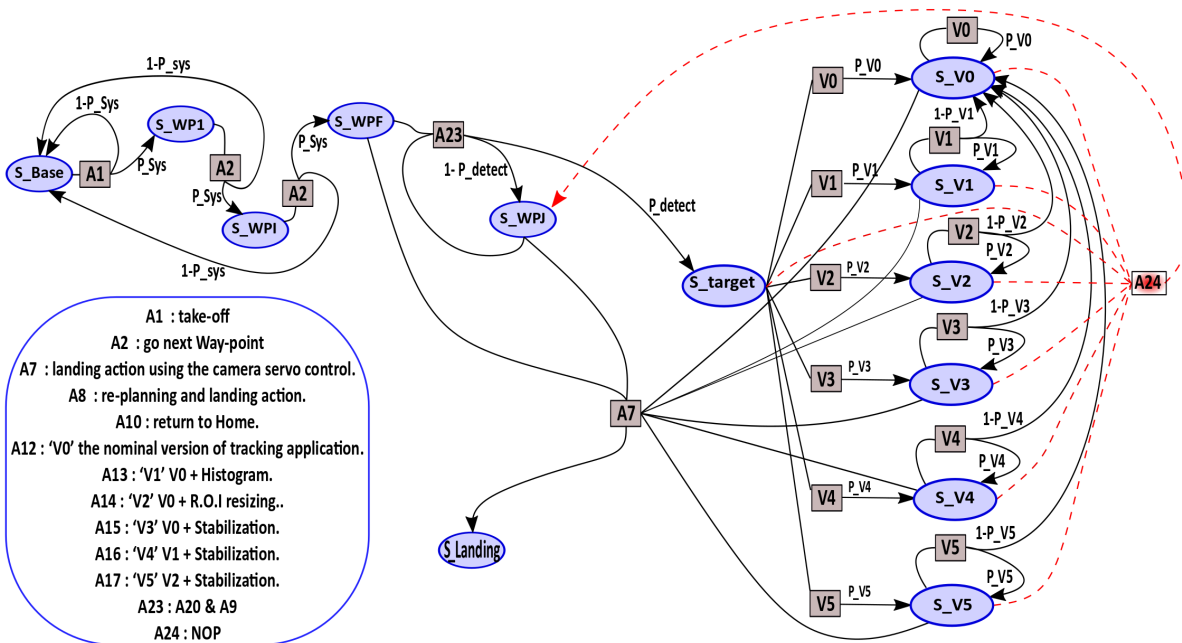 1-P_sys
1-P_Sys
S_Base
A1
P_Sys
S_WP1
A2
P_Sys
S_WPI
A2
P_Sys
1-P_sys
S_WPF
A23
1- P_detect
S_WPJ
P_detect
S_target
A7
S_Landing
V0
P_V0
V1
P_V1
V2
P_V2
V3
P_V3
V4
P_V4
V5
P_V5
V0
P_V0
S_V0
1-P_V1
V1
P_V1
S_V1
1-P_V2
V2
P_V2
S_V2
1-P_V3
V3
P_V3
S_V3
1-P_V4
V4
P_V4
S_V4
V5
1-P_V5
P_V5
S_V5
A24
A1 : take-off
A2 : go next Way-point
A7 : landing action using the camera servo control.
A8 : re-planning and landing action.
A10 : return to Home.
A12 : ‘V0’ the nominal version of tracking application.
A13 : ‘V1’ V0 + Histogram.
A14 : ‘V2’ V0 + R.O.I resizing..
A15 : ‘V3’ V0 + Stabilization.
A16 : ‘V4’ V1 + Stabilization.
A17 : ‘V5’ V2 + Stabilization.
A23 : A20 & A9
A24 : NOP